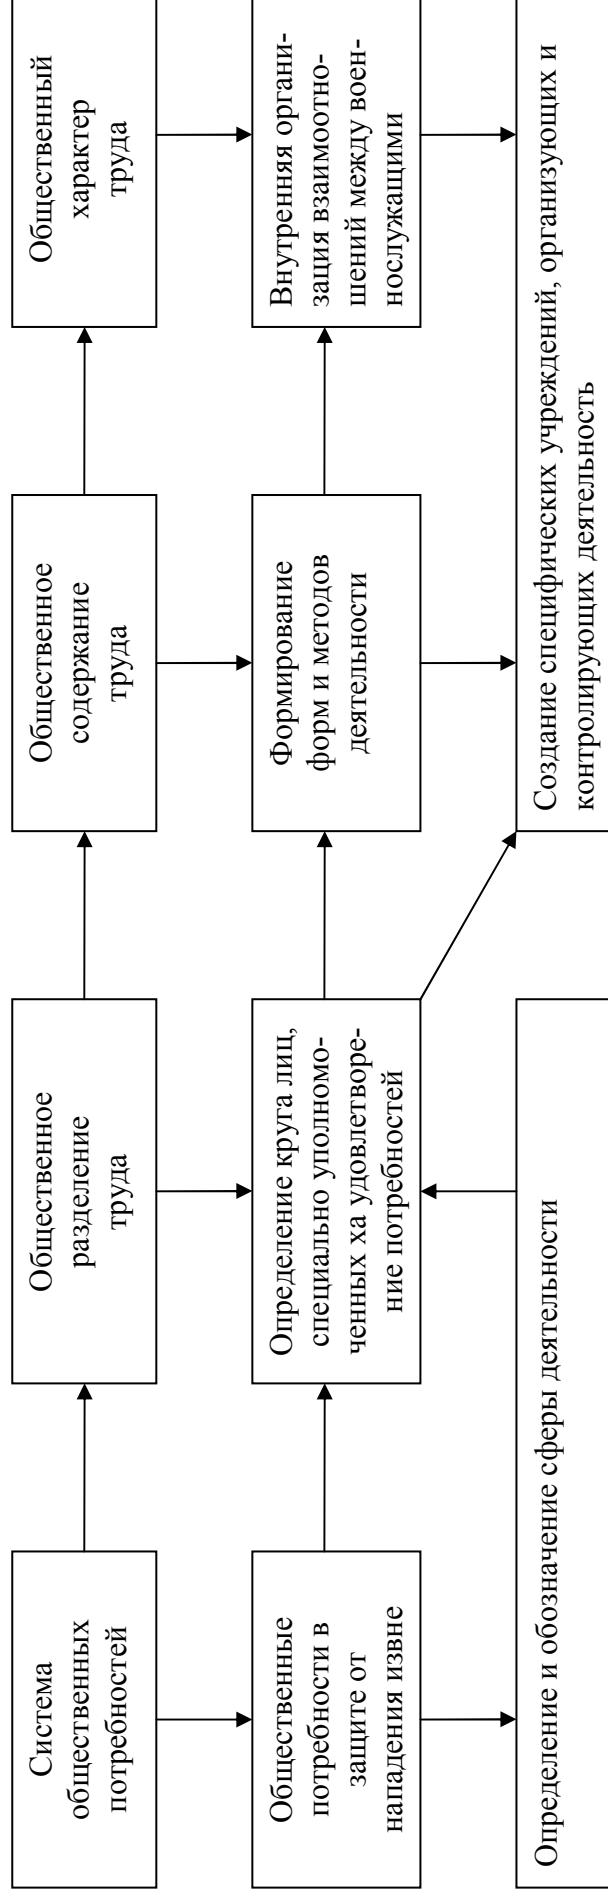 Система
общественных
потребностей
Общественное
разделение
труда
Общественное
содержание
труда
Общественный
характер
труда
Общественные
потребности в
защите от
нападения извне
Определение круга лиц,
специально уполномо-
ченных ха удовлетворе-
ние потребностей
Формирование
форм и методов
деятельности
Внутренняя органи-
зация взаимоотно-
шений между воен-
нослужащими
Определение и обозначение сферы деятельности
Создание специфических учреждений, организующих и
контролирующих деятельность